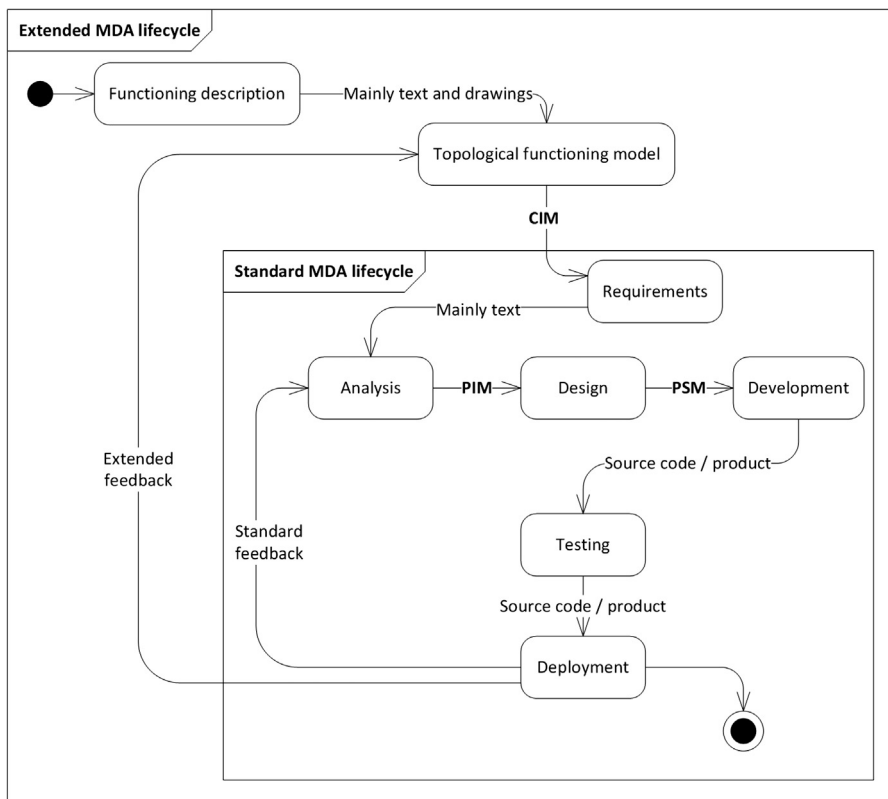 Extended MDA lifecycle
Functioning description
Mainly text and drawings
Topological functioning model
CIM
Standard MDA lifecycle
Requirements
Mainly text
Analysis
PIM
Design
PSM
Development
Extended
feedback
Source code / product
Standard
feedback
Testing
Source code / product
Deployment